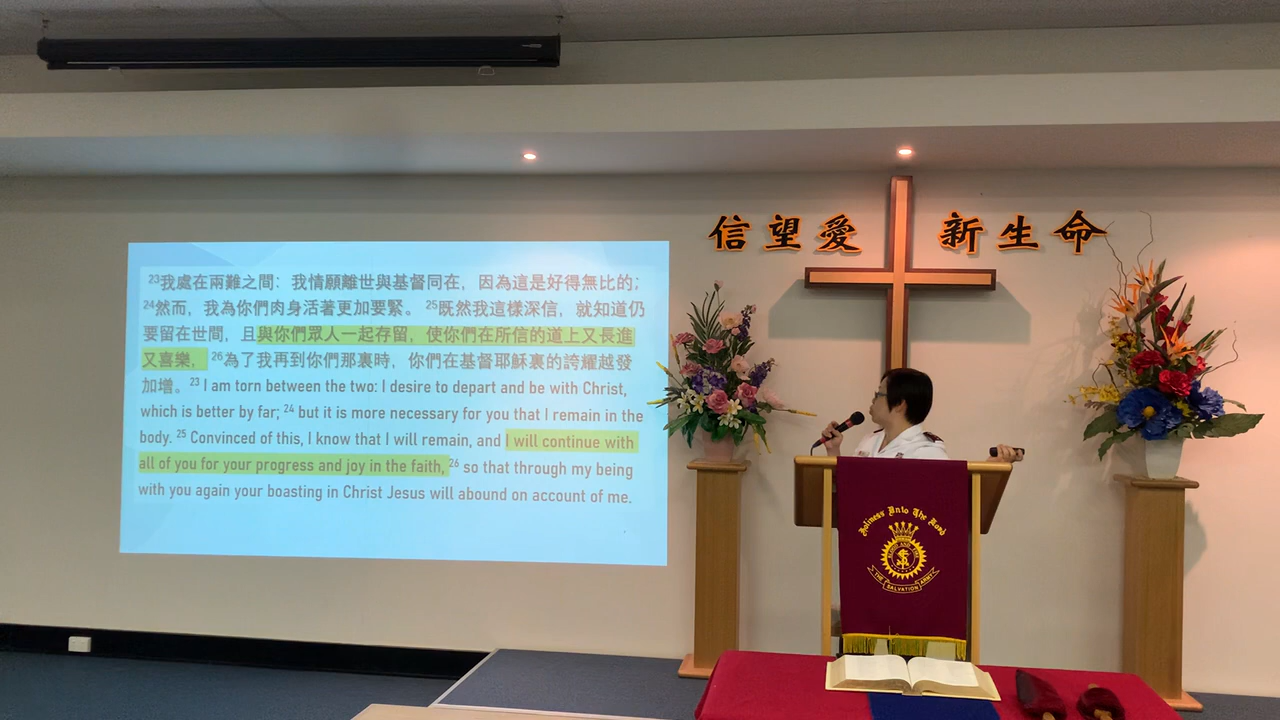 信望愛 新生命
23我處在兩難之間：我情願離世與基督同在，因為這是好得無比的；
24然而，我為你們肉身活著更加要緊。 25既然我這樣深信，就知道仍
要留在世間，且與你們眾人一起存留，使你們在所信的道上又長進
又喜樂， 26為了我再到你們那裏時，你們在基督耶穌裏的誇耀越發
加增。23 I am torn between the two: I desire to depart and be with Christ,
which is better by far; 24 but it is more necessary for you that I remain in the
body. 25 Convinced of this, I know that I will remain, and I will continue with
all of you for your progress and joy in the faith, 26 so that through my being
with you again your boasting in Christ Jesus will abound on account of me.
Holiness Unto The Lord
BLOOD AND FIRE
THE SALVATION ARMY